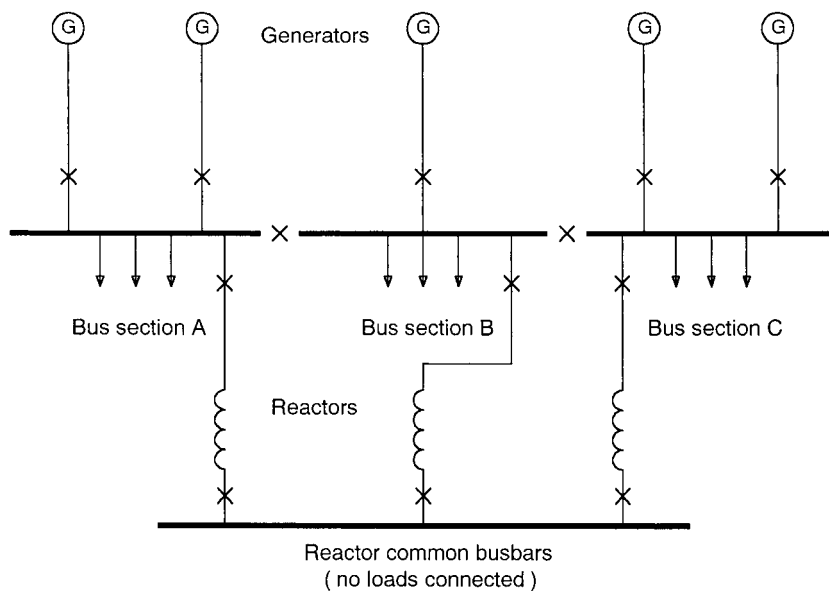 G G Generators G G G
Bus section A Bus section B Bus section C
Reactors
Reactor common busbars
( no loads connected )